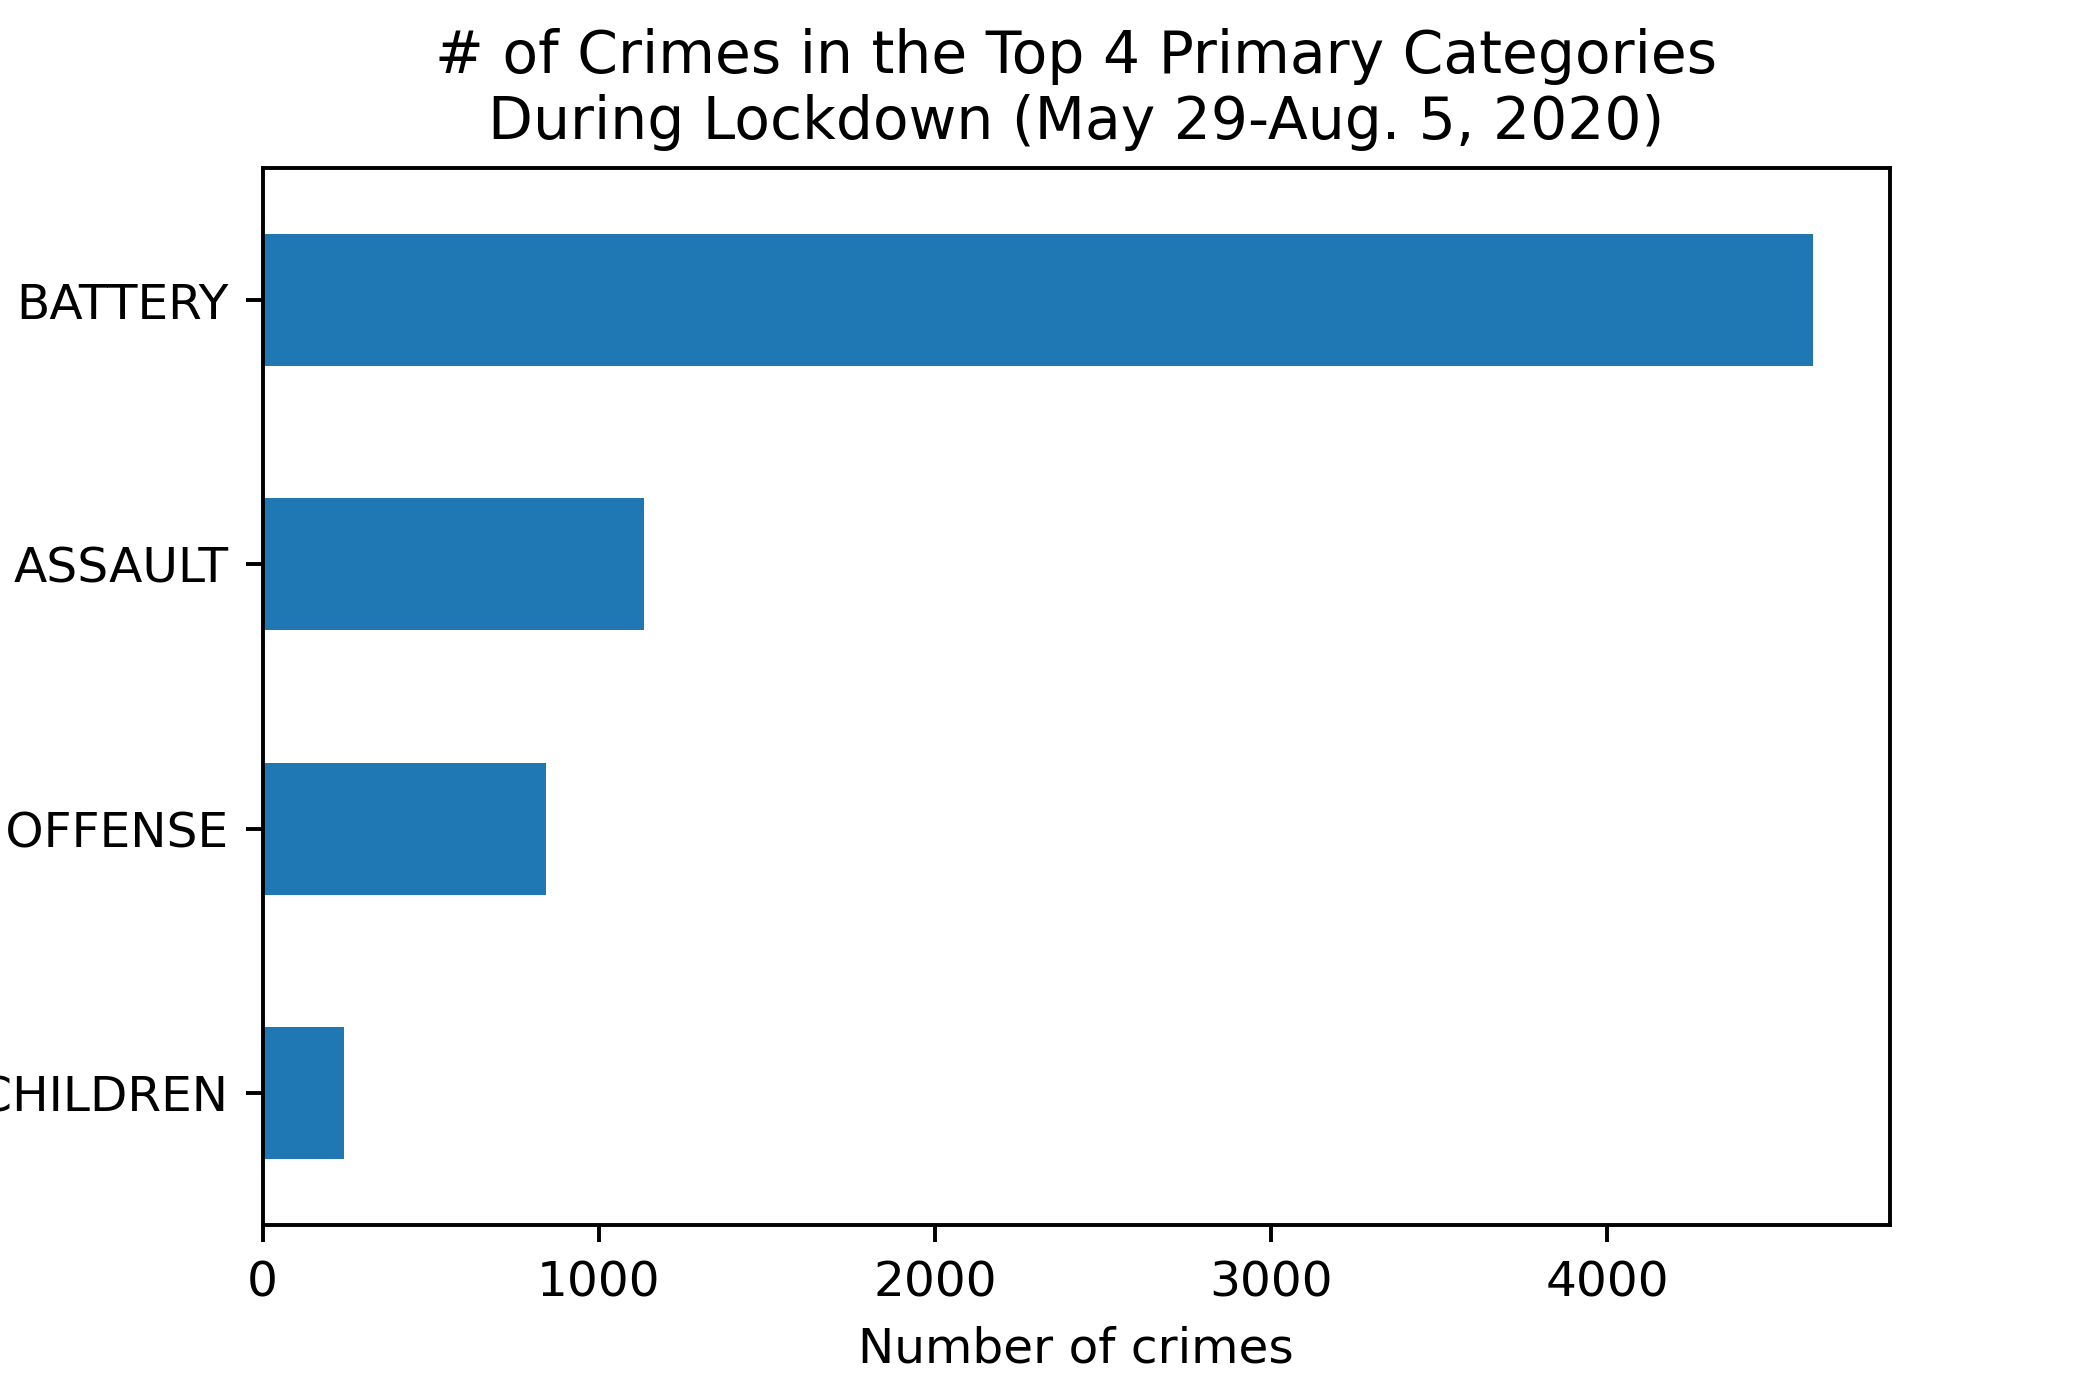 # of Crimes in the Top 4 Primary Categories
During Lockdown (May 29-Aug. 5, 2020)
BATTERY
ASSAULT
OFFENSE
CHILDREN
0 1000 2000 3000 4000
Number of crimes